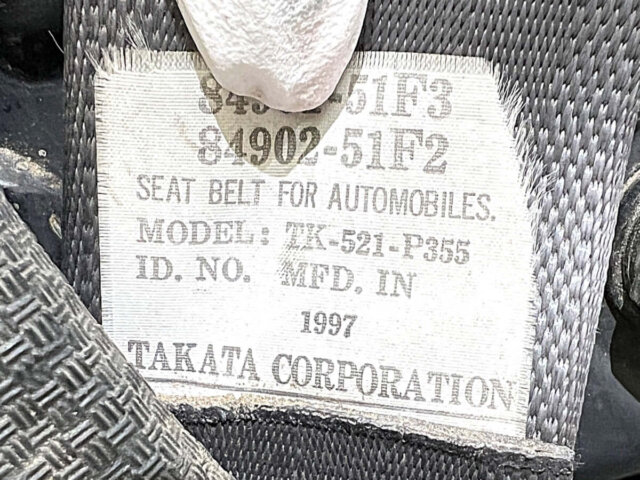 84902-51F2
SEAT BELT FOR AUTOMOBILES.
MODEL: TK-521-P355
ID. NO. MFD. IN
1997
TAKATA CORPORATION